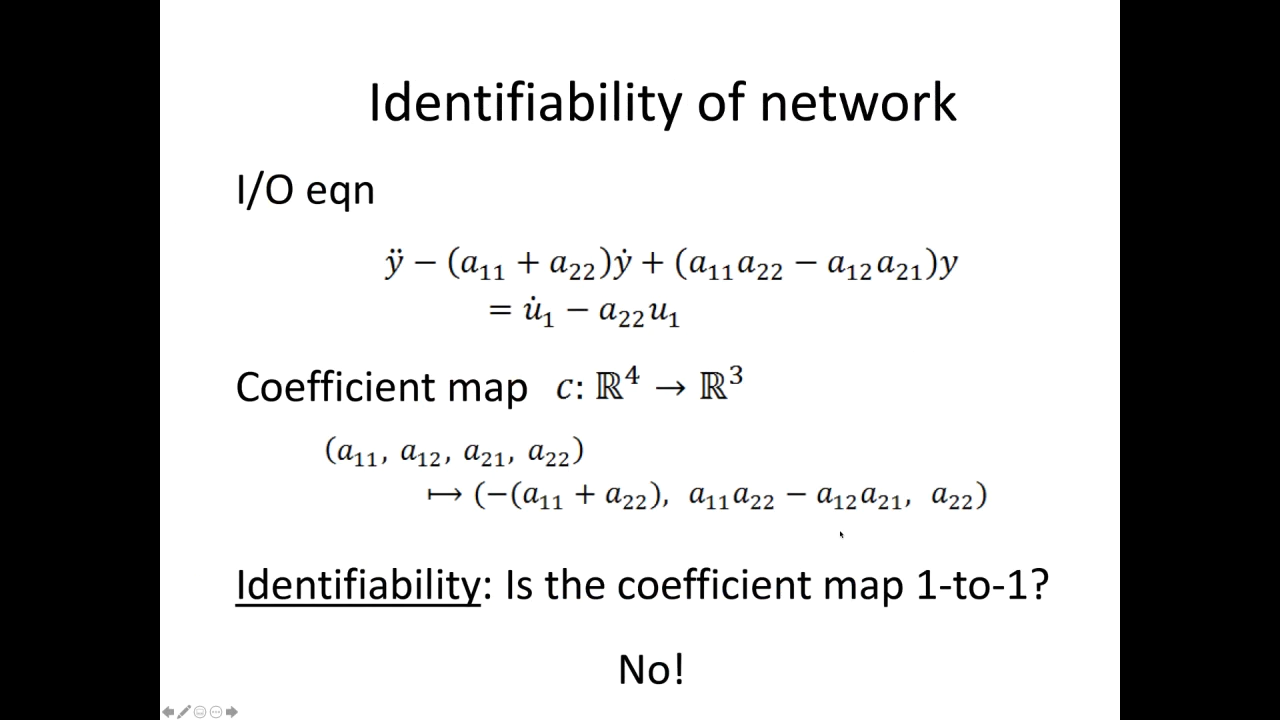 Identifiability of network
I/O eqn
ÿ − (a₁₁ + a₂₂)ẏ + (a₁₁a₂₂ − a₁₂a₂₁)y
= u̇₁ − a₂₂u₁
Coefficient map c: ℝ⁴ → ℝ³
(a₁₁, a₁₂, a₂₁, a₂₂)
↦ (−(a₁₁ + a₂₂), a₁₁a₂₂ − a₁₂a₂₁, a₂₂)
Identifiability: Is the coefficient map 1-to-1?
No!